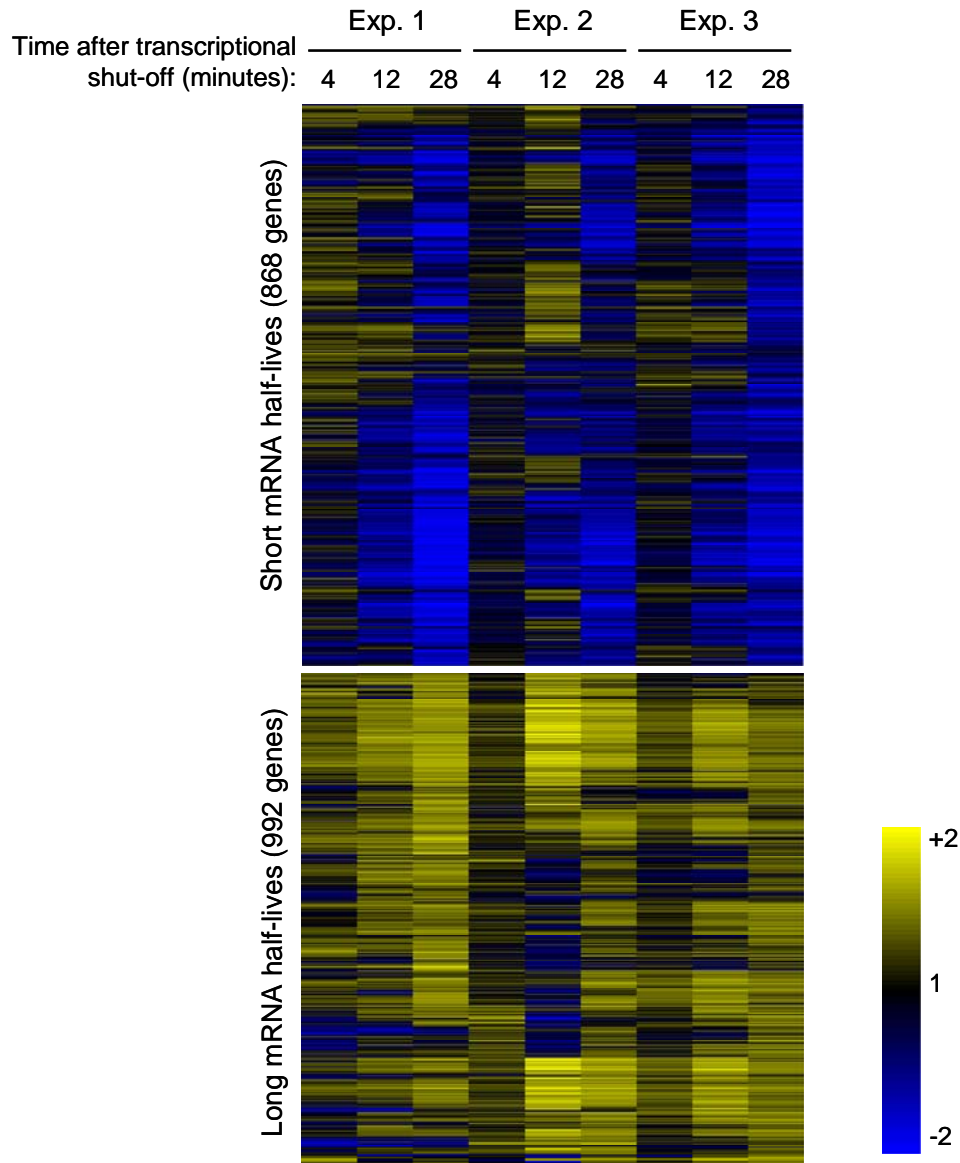 Exp. 1 Exp. 2 Exp. 3
Time after transcriptional
shut-off (minutes): 4 12 28 4 12 28 4 12 28
Short mRNA half-lives (868 genes)
Long mRNA half-lives (992 genes)
+2
1
-2